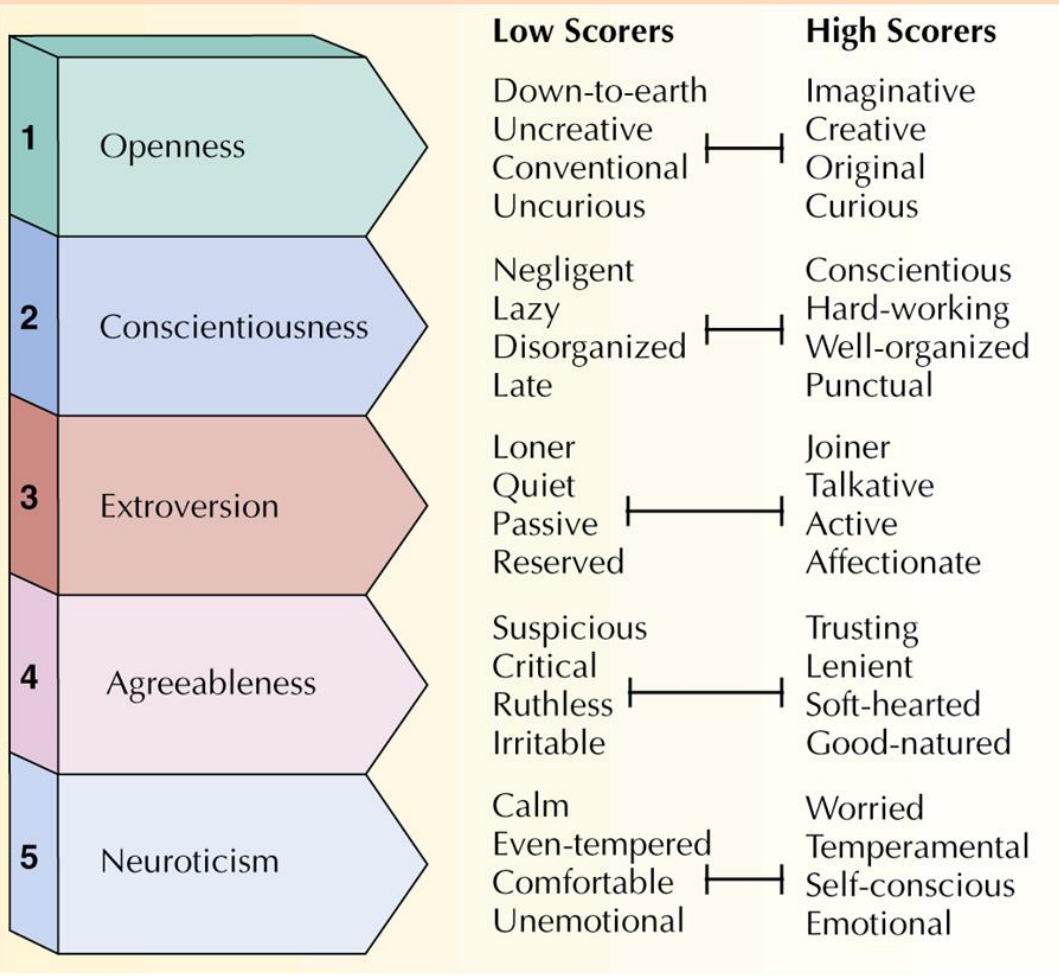 Low Scorers High Scorers
1 Openness
Down-to-earth Imaginative
Uncreative Creative
Conventional Original
Uncurious Curious
2 Conscientiousness
Negligent Conscientious
Lazy Hard-working
Disorganized Well-organized
Late Punctual
3 Extroversion
Loner Joiner
Quiet Talkative
Passive Active
Reserved Affectionate
4 Agreeableness
Suspicious Trusting
Critical Lenient
Ruthless Soft-hearted
Irritable Good-natured
5 Neuroticism
Calm Worried
Even-tempered Temperamental
Comfortable Self-conscious
Unemotional Emotional